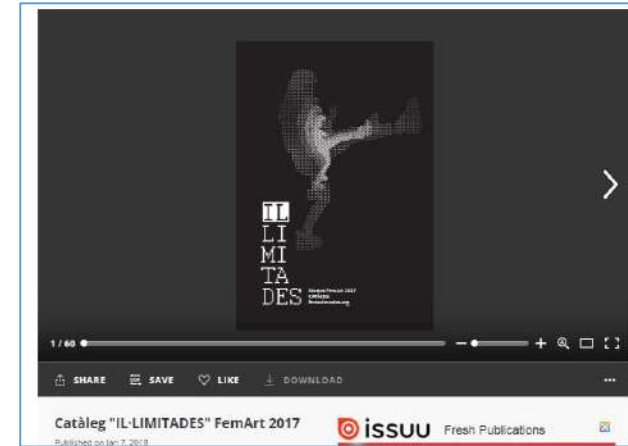 IL
LI
MI
TA
DES
1 / 60
SHARE SAVE LIKE DOWNLOAD
Catàleg "IL·LIMITADES" FemArt 2017
Published on Jan 7, 2018
issuu Fresh Publications